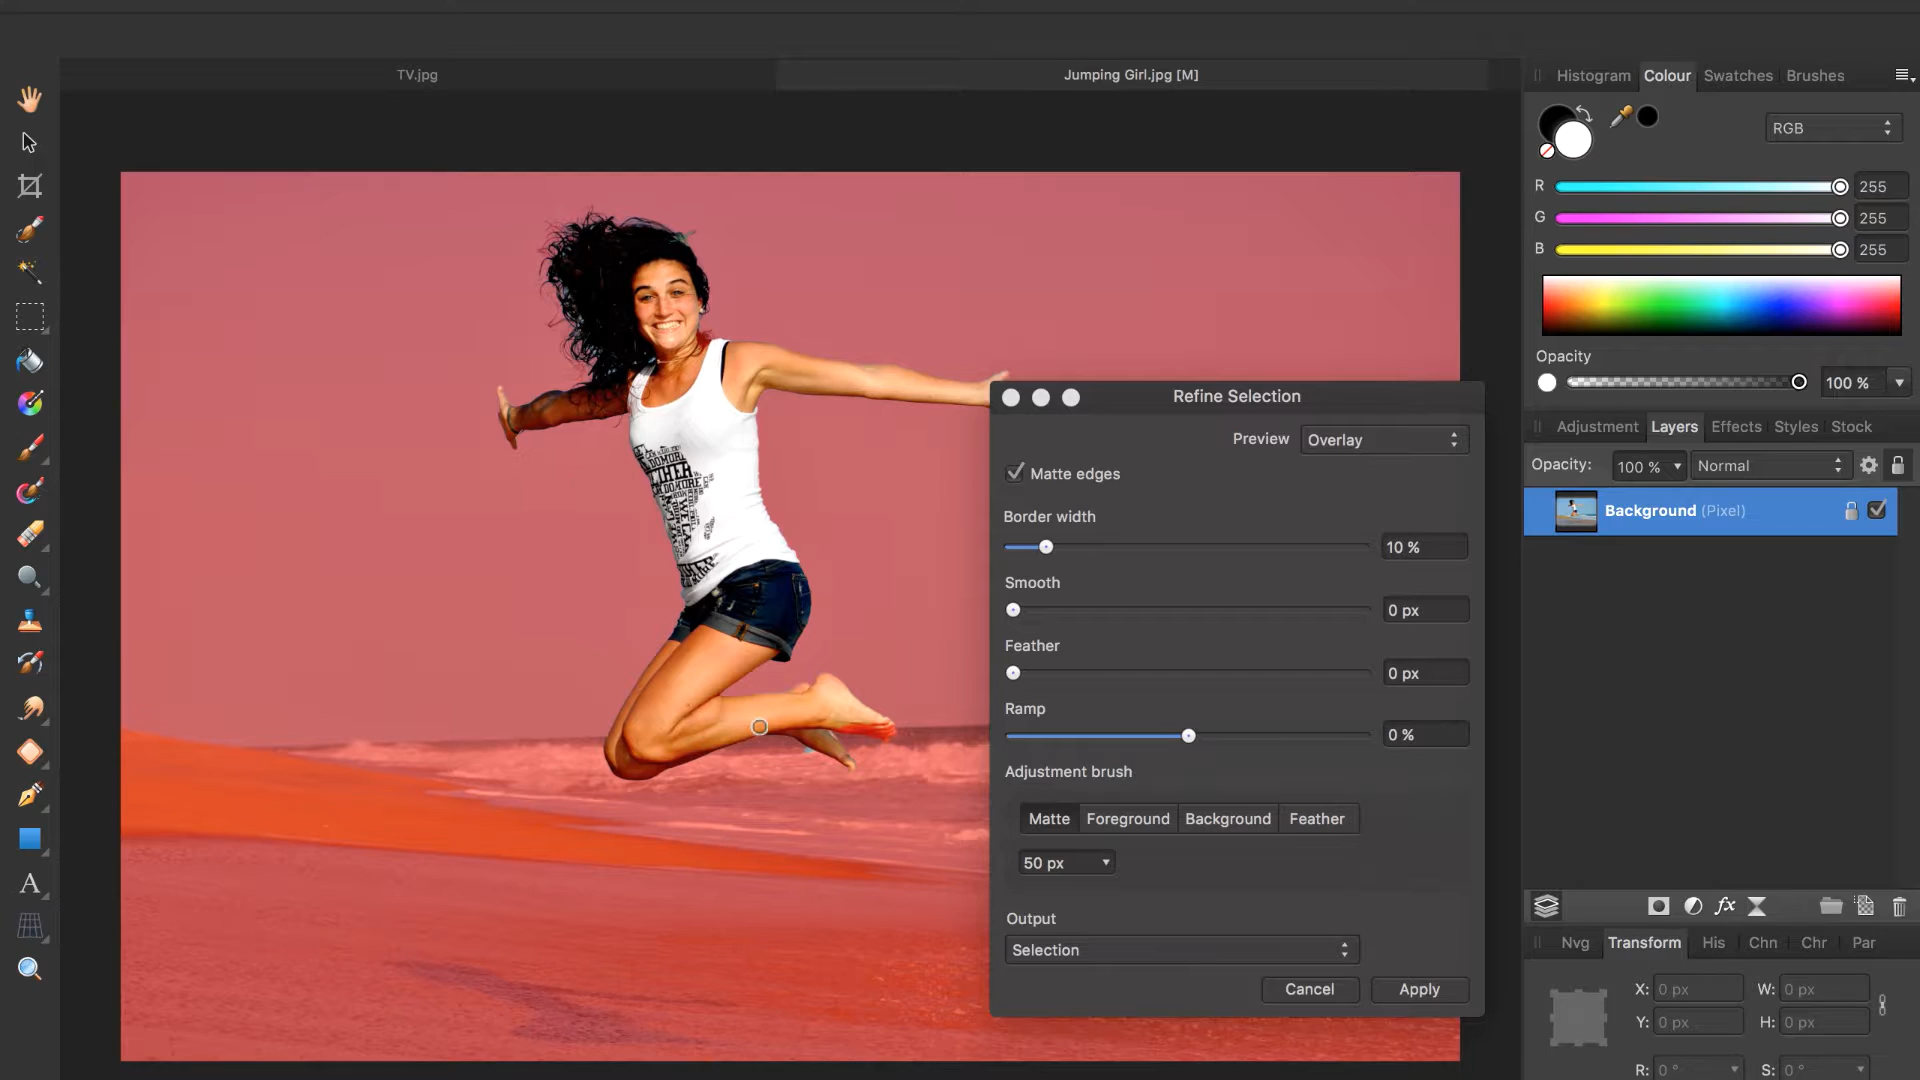 TV.jpg
Jumping Girl.jpg [M]
Histogram Colour Swatches Brushes
RGB
R 255
G 255
B 255
Opacity
100 %
Adjustment Layers Effects Styles Stock
Opacity: 100 % Normal
Background (Pixel)
Refine Selection
Preview Overlay
Matte edges
Border width
10 %
Smooth
0 px
Feather
0 px
Ramp
0 %
Adjustment brush
Matte Foreground Background Feather
50 px
Output
Selection
Cancel Apply
fx
Nvg Transform His Chn Chr Par
X: 0 px W: 0 px
Y: 0 px H: 0 px
R: 0 ° S: 0 °
A